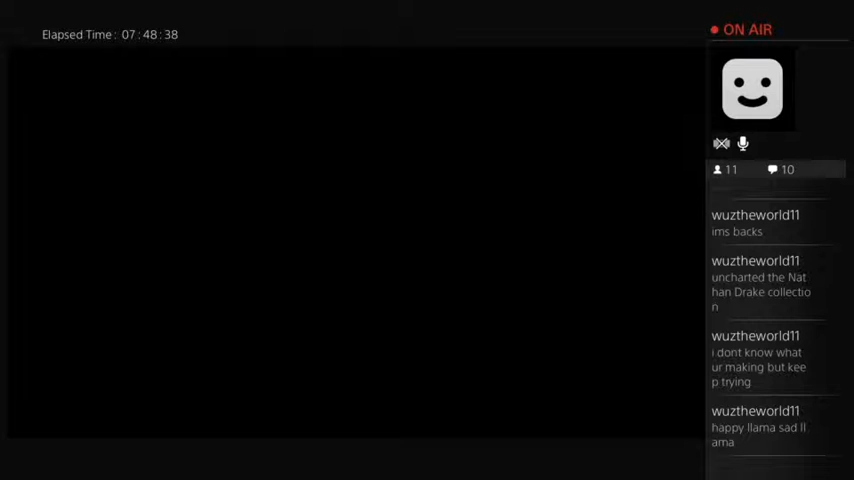 Elapsed Time: 07:48:38
ON AIR
11
10
wuztheworld11
ims backs
wuztheworld11
uncharted the Nat
han Drake collectio
n
wuztheworld11
i dont know what
ur making but kee
p trying
wuztheworld11
happy llama sad ll
ama